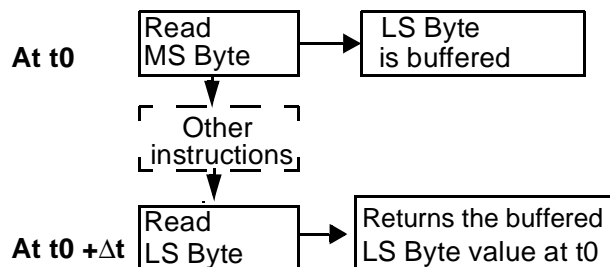 At t0
Read
MS Byte
LS Byte
is buffered
Other
instructions
At t0 +Δt
Read
LS Byte
Returns the buffered
LS Byte value at t0